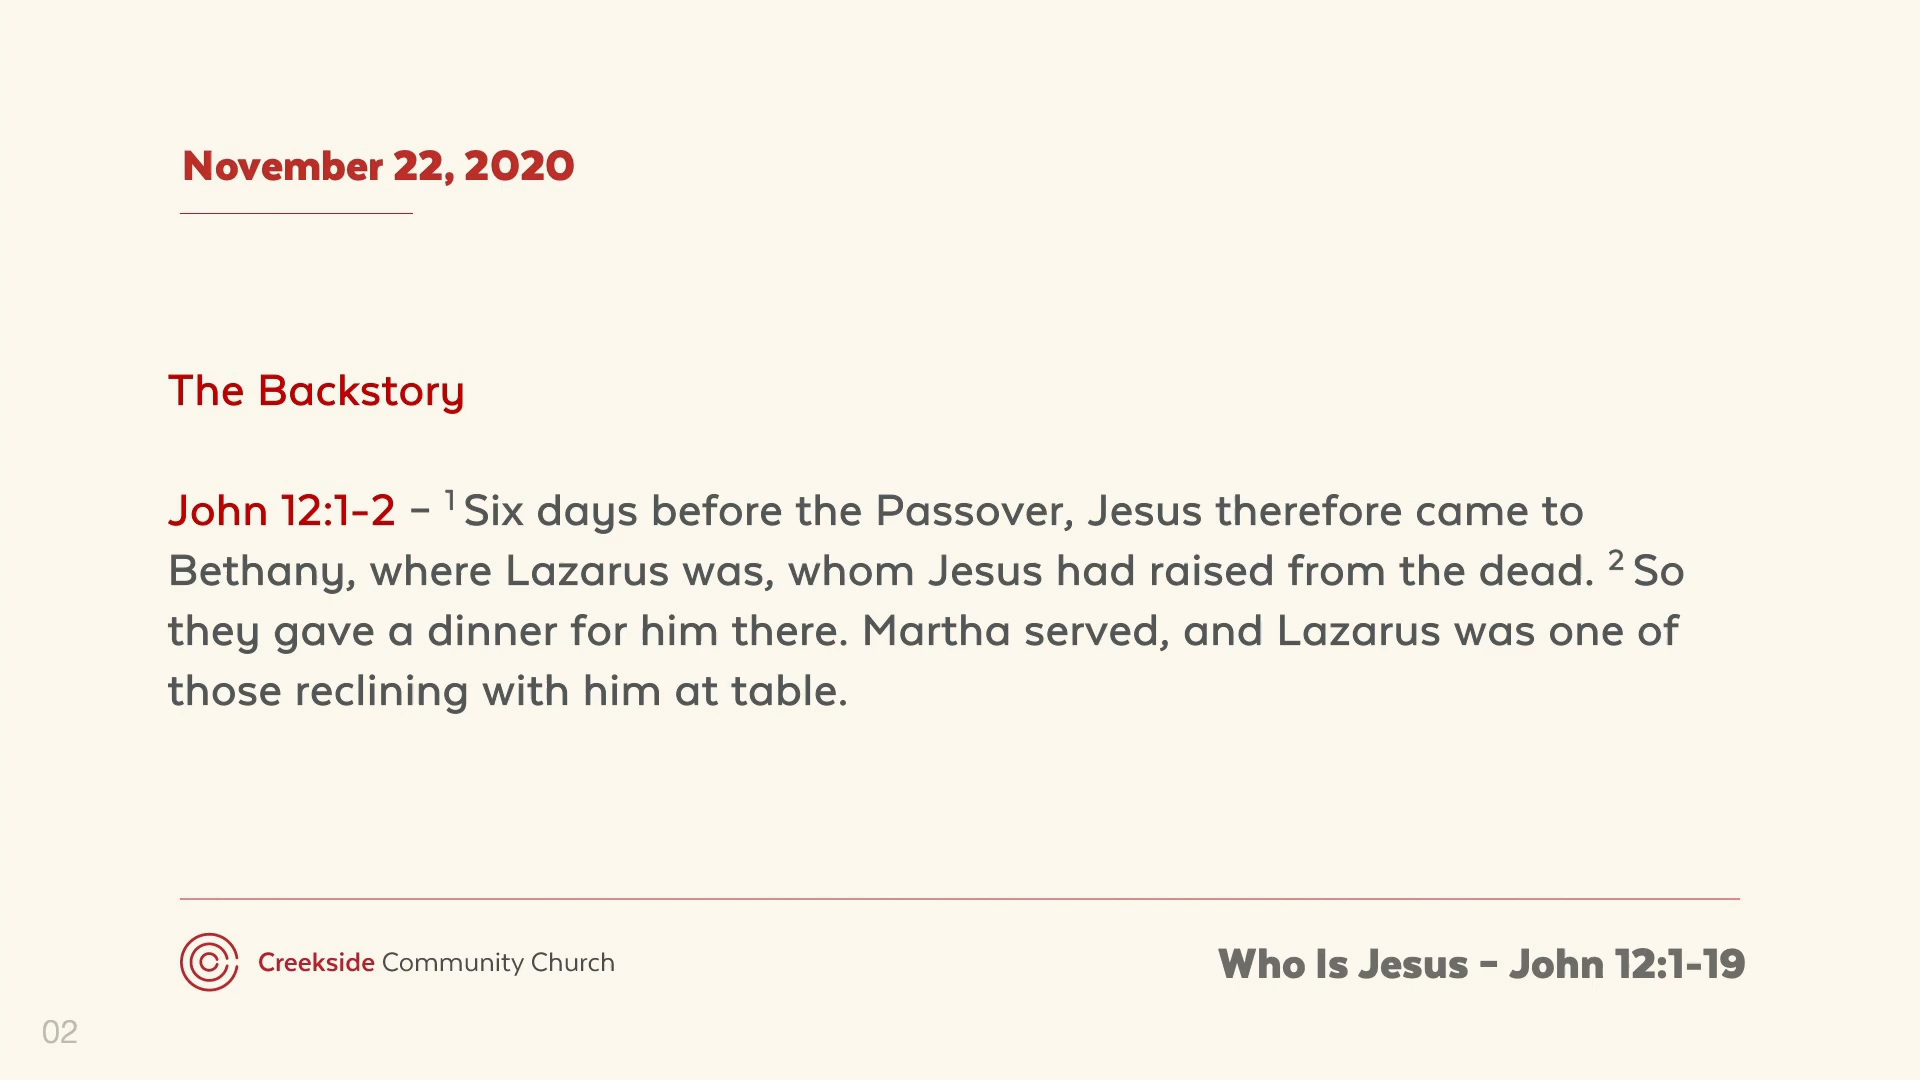 November 22, 2020
The Backstory
John 12:1-2 – ¹ Six days before the Passover, Jesus therefore came to
Bethany, where Lazarus was, whom Jesus had raised from the dead. ² So
they gave a dinner for him there. Martha served, and Lazarus was one of
those reclining with him at table.
Creekside Community Church
Who Is Jesus – John 12:1-19
02